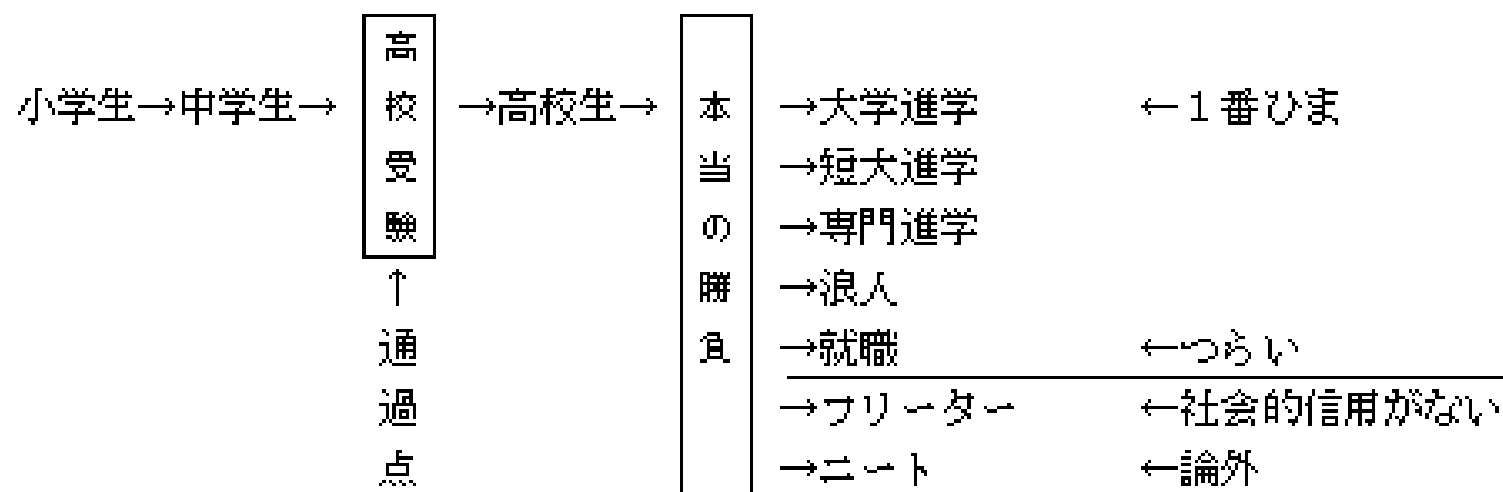 小学生→中学生→
高校受験
→高校生→
本当の勝負
→大学進学 ←1番ひま
→短大進学
→専門進学
→浪人
→就職 ←つらい
→フリーター ←社会的信用がない
→ニート ←論外
↑
通過点